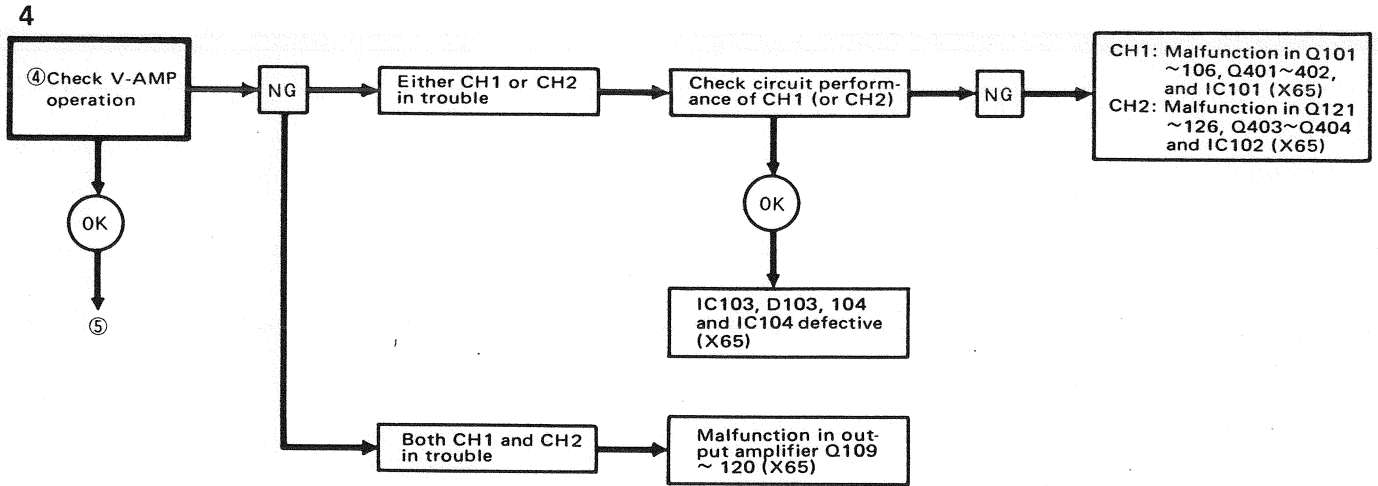 4
④Check V-AMP
operation
NG
Either CH1 or CH2
in trouble
Check circuit perform-
ance of CH1 (or CH2)
NG
CH1: Malfunction in Q101
~106, Q401~402,
and IC101 (X65)
CH2: Malfunction in Q121
~126, Q403~Q404
and IC102 (X65)
OK
⑤
OK
IC103, D103, 104
and IC104 defective
(X65)
Both CH1 and CH2
in trouble
Malfunction in out-
put amplifier Q109
~ 120 (X65)